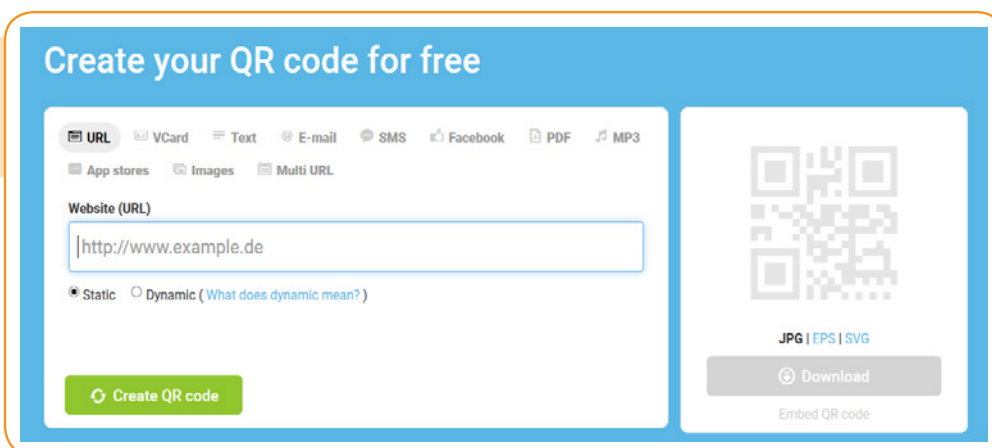 Create your QR code for free
URL VCard Text E-mail SMS Facebook PDF MP3
App stores Images Multi URL
Website (URL)
http://www.example.de
Static Dynamic ( What does dynamic mean? )
Create QR code
JPG | EPS | SVG
Download
Embed QR code